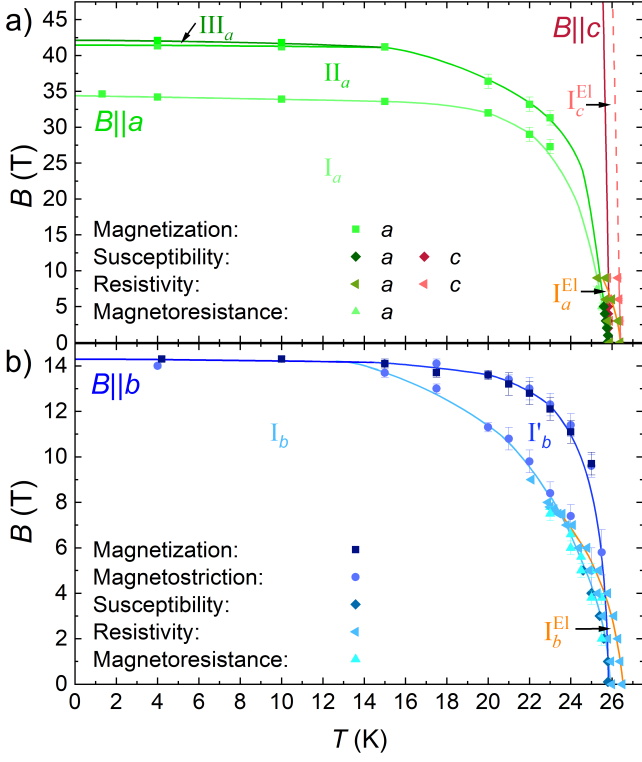 a)
B||c
III_a
II_a
I_c^El
B||a
I_a
Magnetization: a
Susceptibility: a c
Resistivity: a c
Magnetoresistance: a
I_a^El
B (T)
0
5
10
15
20
25
30
35
40
45
b)
B||b
I_b
I'_b
Magnetization:
Magnetostriction:
Susceptibility:
Resistivity:
Magnetoresistance:
I_b^El
B (T)
0
2
4
6
8
10
12
14
0 2 4 6 8 10 12 14 16 18 20 22 24 26
T (K)